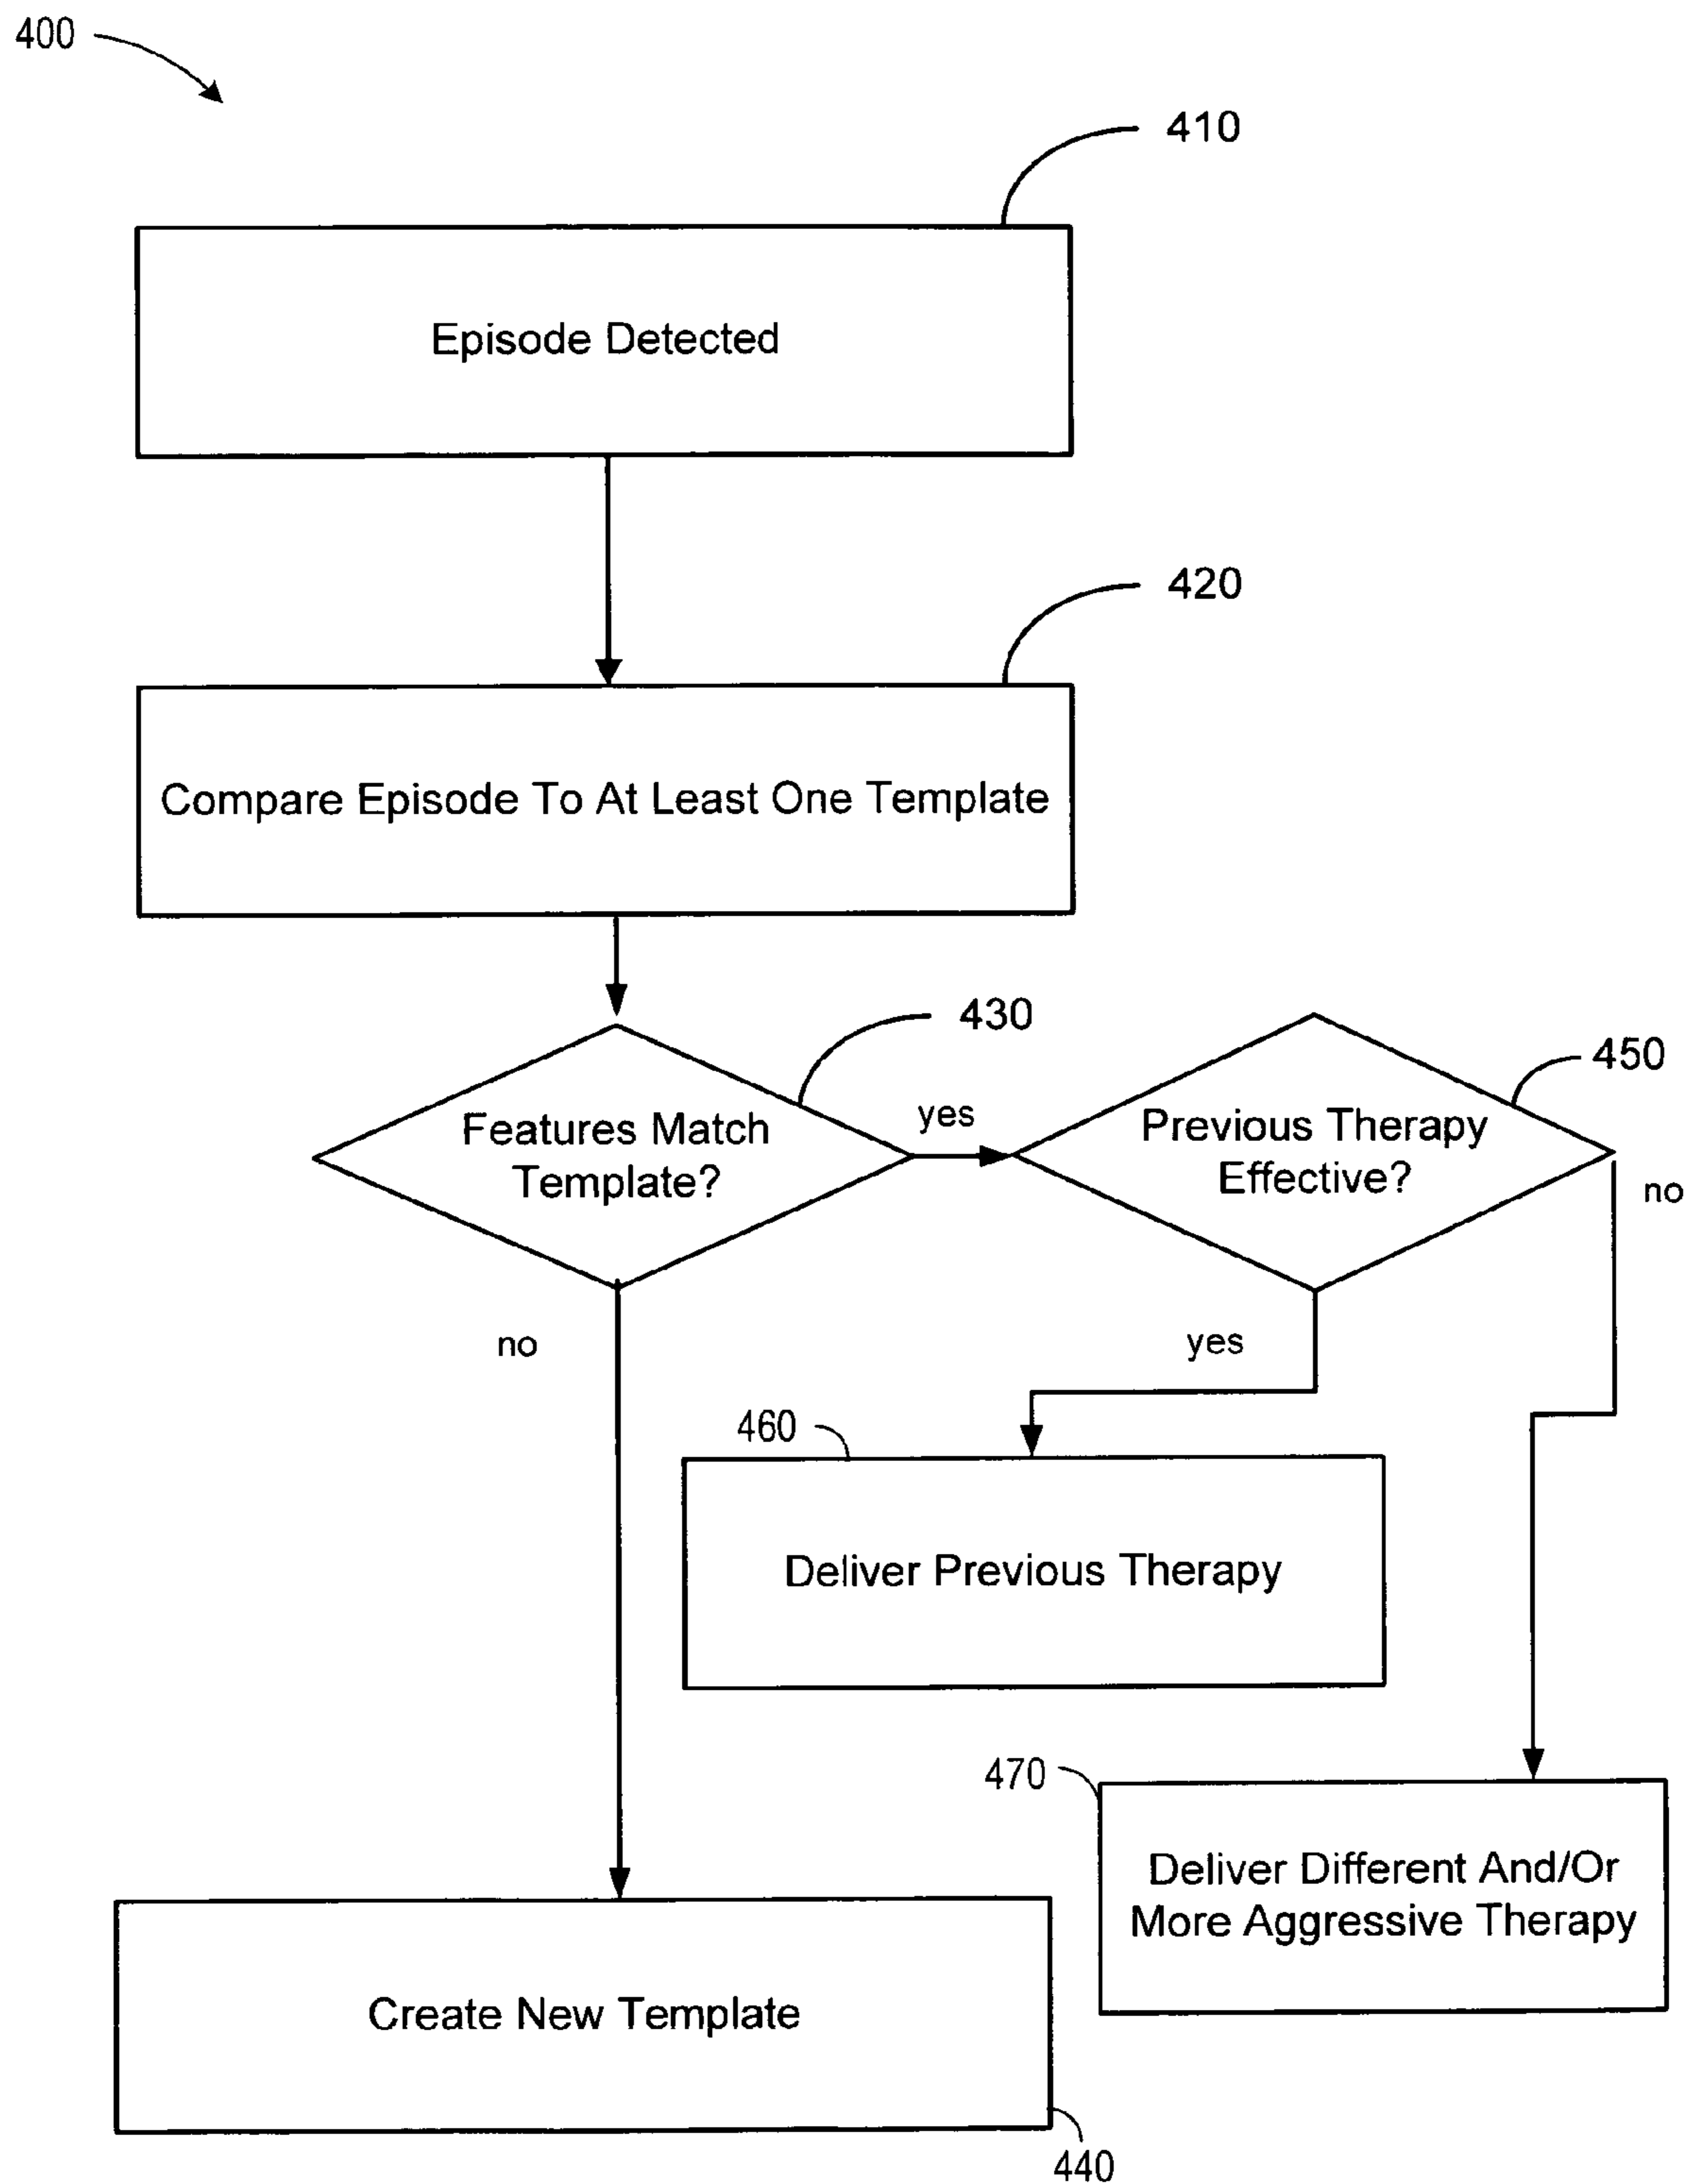 400
410
Episode Detected
420
Compare Episode To At Least One Template
430
450
Features Match
Template?
yes
Previous Therapy
Effective?
no
no
yes
460
Deliver Previous Therapy
470
Deliver Different And/Or
More Aggressive Therapy
Create New Template
440